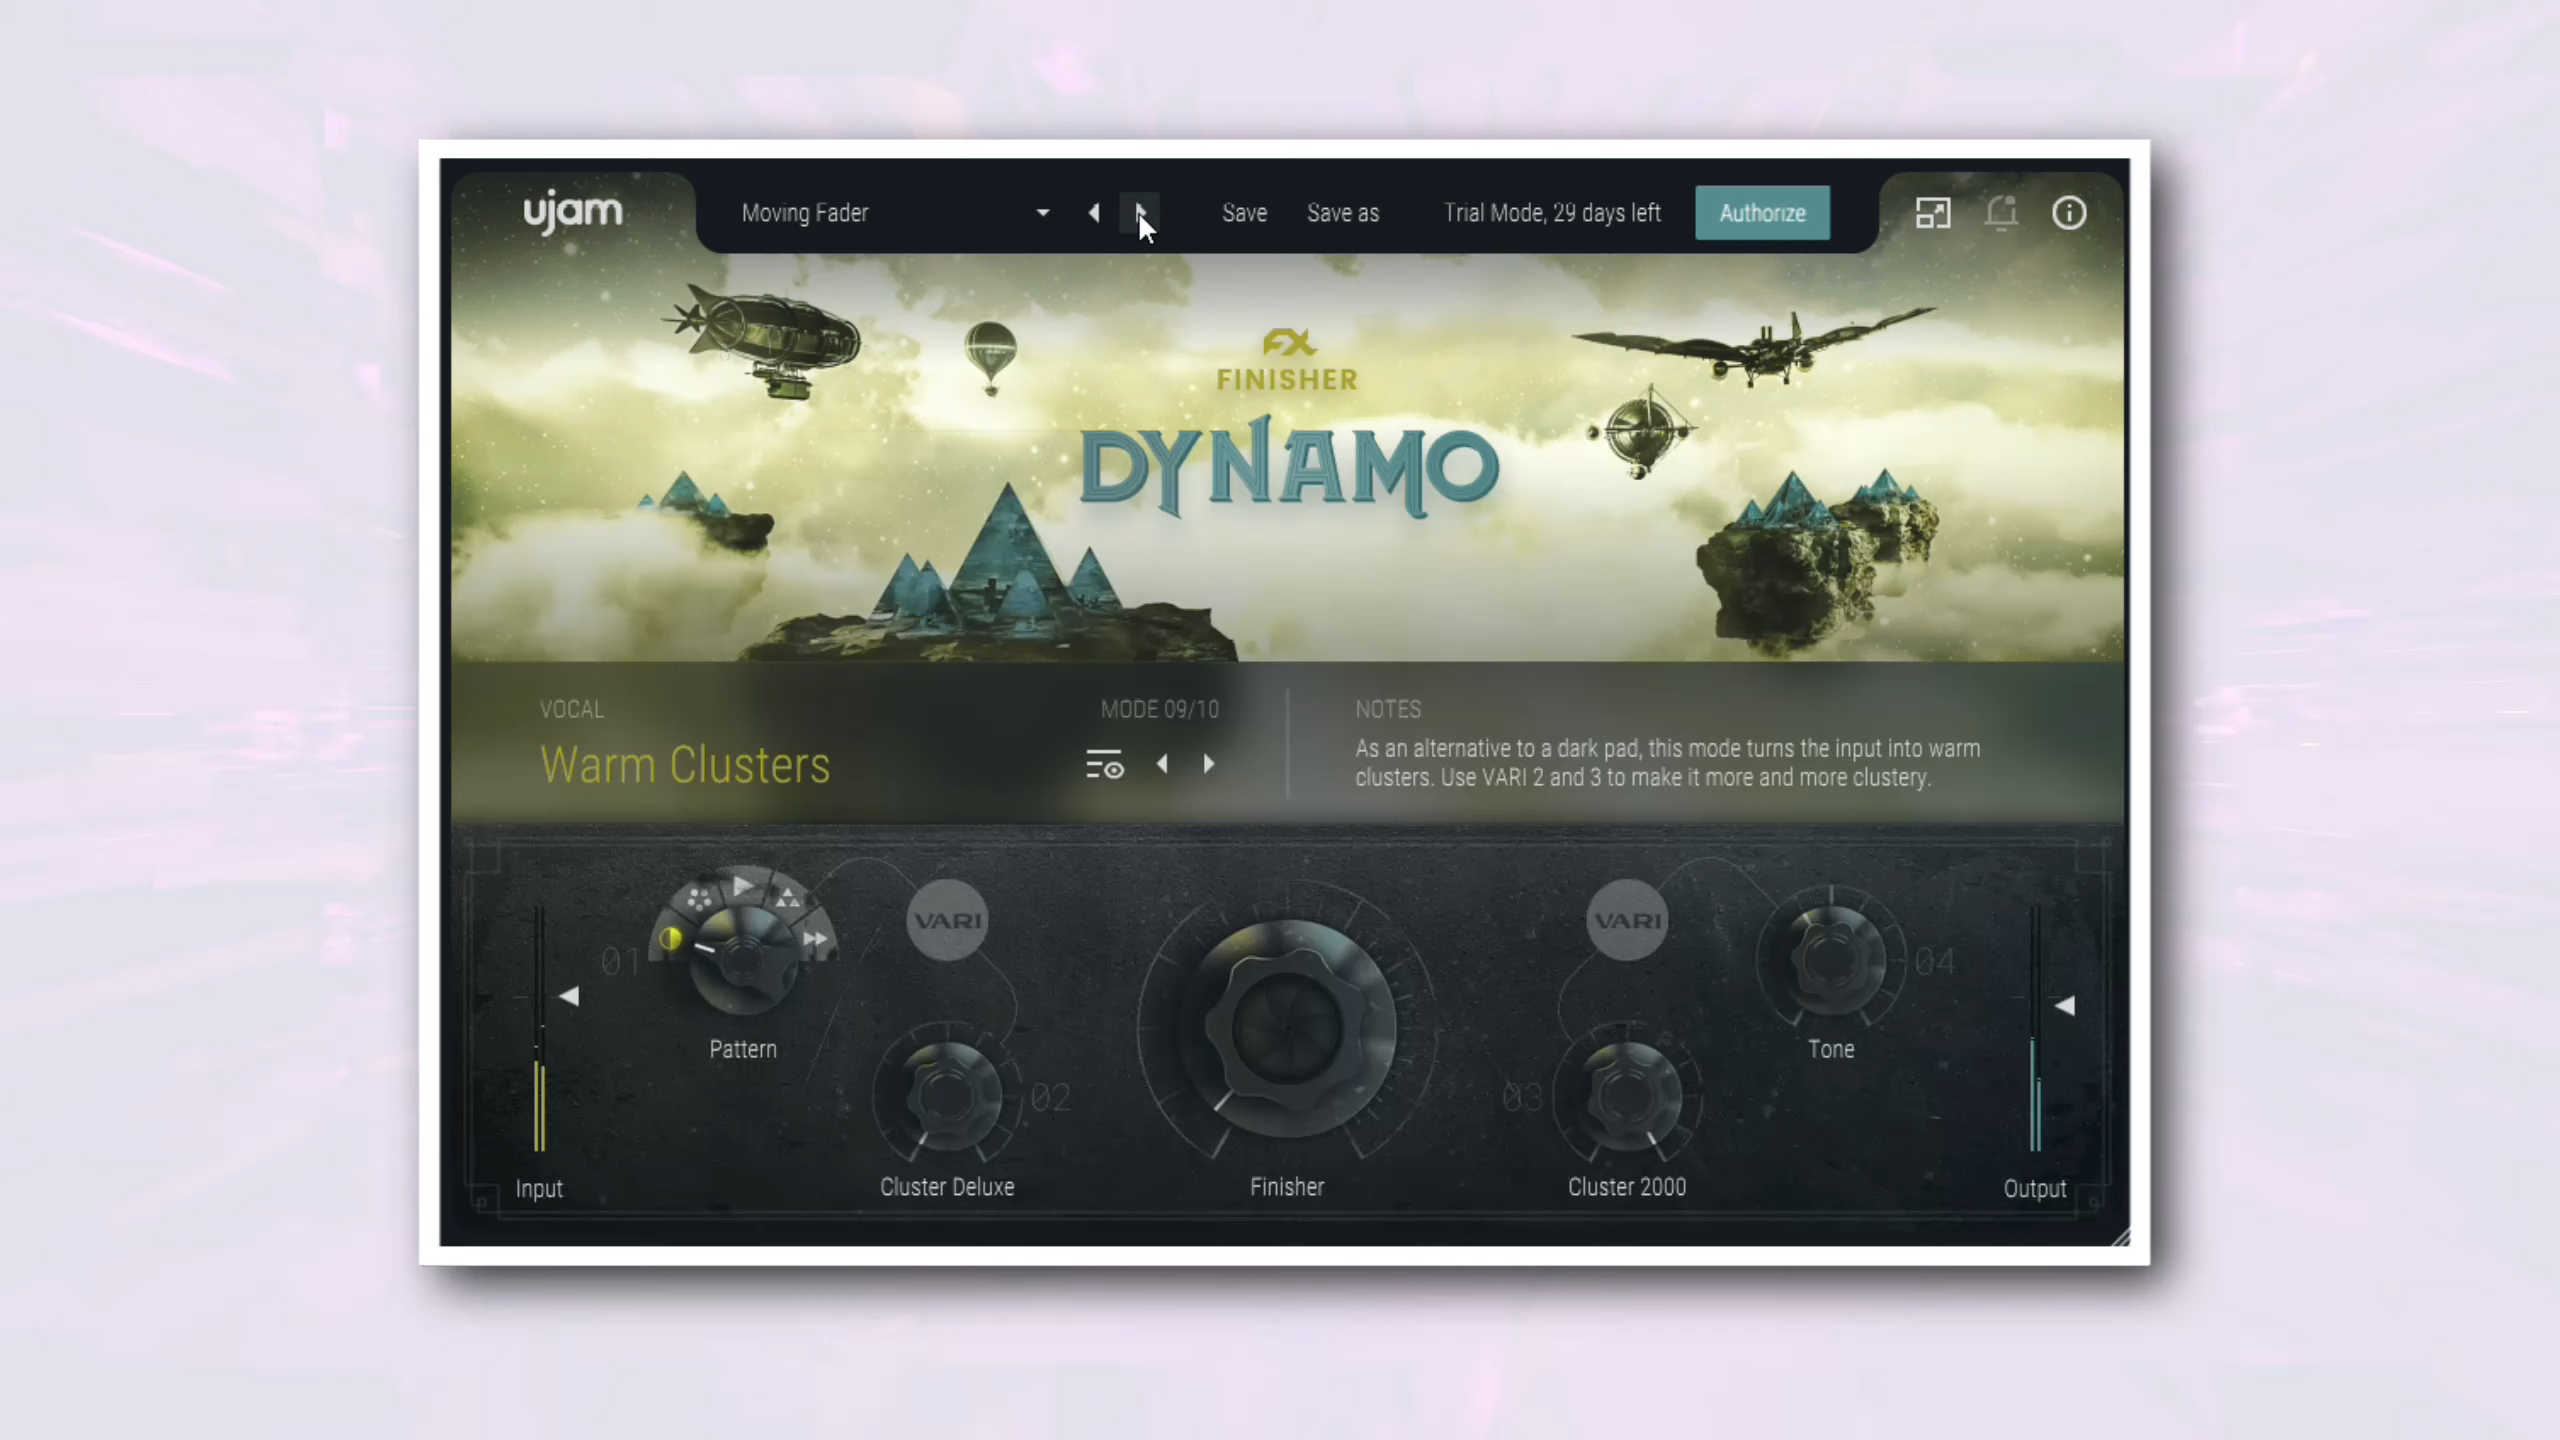 ujam
Moving Fader
Save
Save as
Trial Mode, 29 days left
Authorize
FX
FINISHER
DYNAMO
VOCAL
MODE 09/10
Warm Clusters
NOTES
As an alternative to a dark pad, this mode turns the input into warm
clusters. Use VARI 2 and 3 to make it more and more clustery.
01
Pattern
VARI
02
Cluster Deluxe
Finisher
VARI
03
Cluster 2000
04
Tone
Input
Output